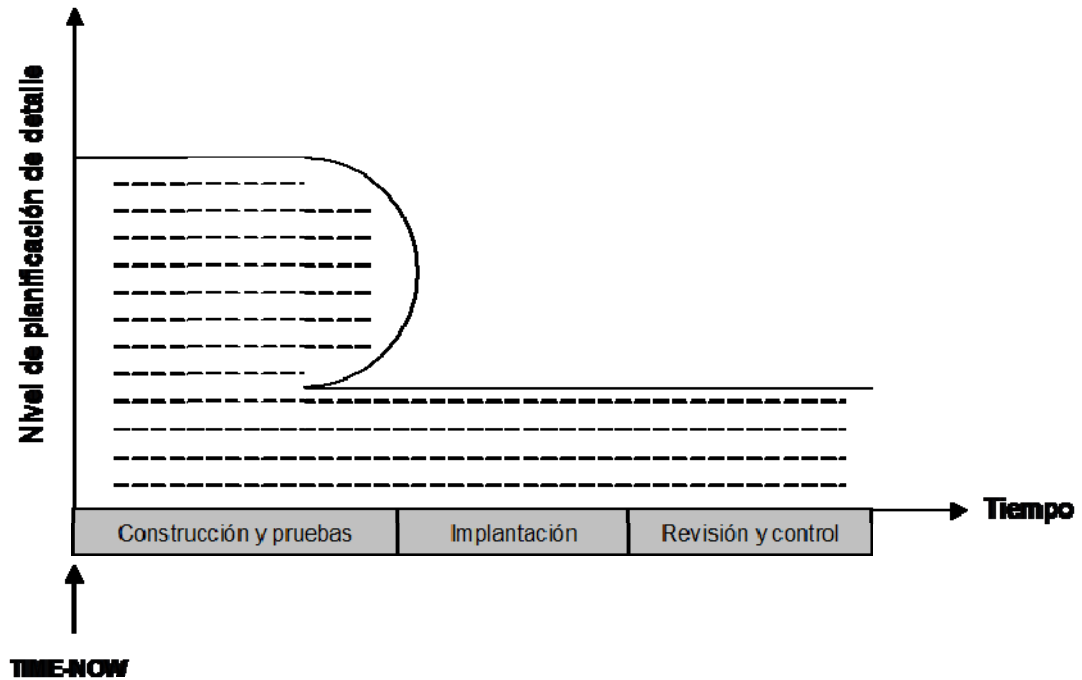 Nivel de planificación de detalle
Construcción y pruebas
Implantación
Revisión y control
Tiempo
TIME-NOW